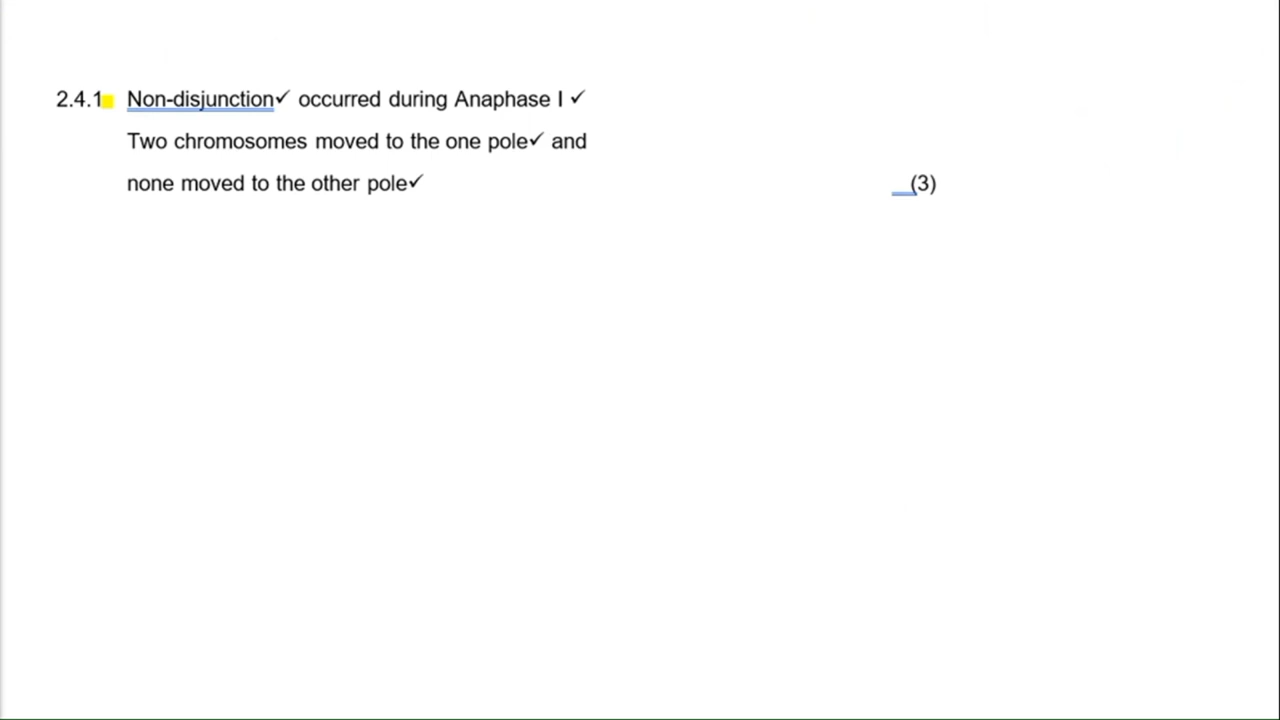 2.4.1 Non-disjunction✓ occurred during Anaphase I ✓
Two chromosomes moved to the one pole✓ and
none moved to the other pole✓ (3)